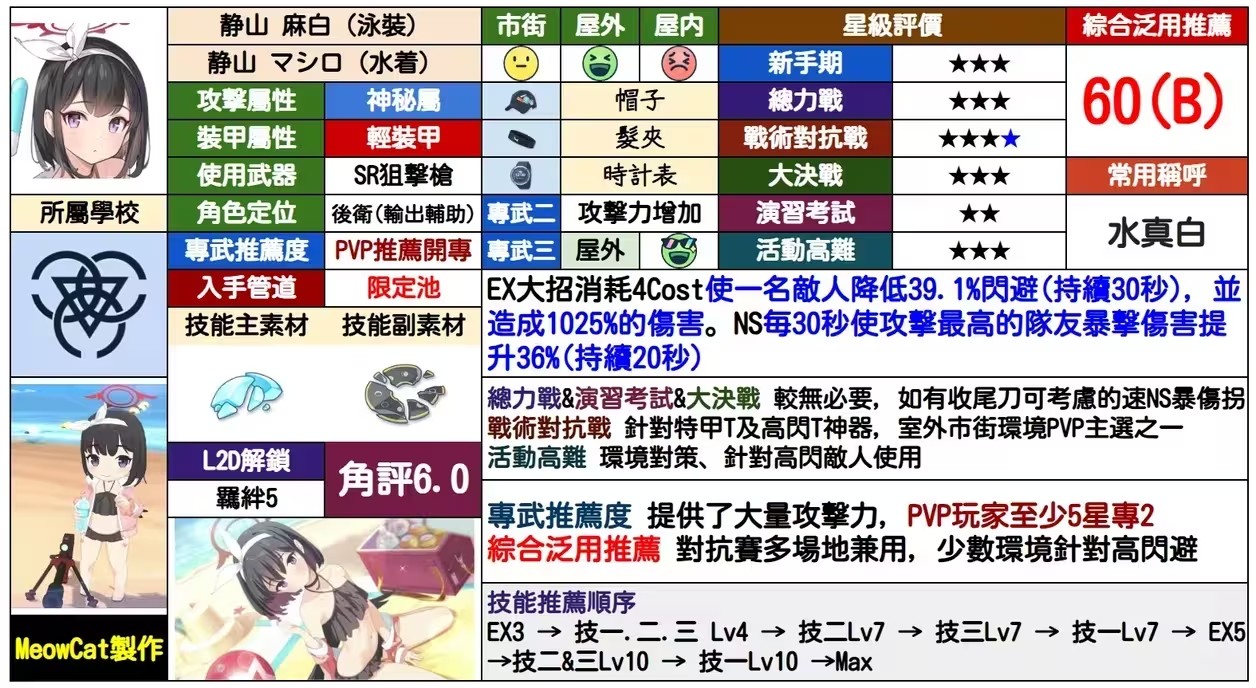 静山 麻白（泳裝）
静山 マシロ（水着）
攻擊屬性 神秘屬
裝甲屬性 輕裝甲
使用武器 SR狙擊槍
角色定位 後衛(輸出輔助)
專武推薦度 PVP推薦開專
入手管道 限定池
技能主素材 技能副素材
L2D解鎖
羈絆5
角評6.0
所屬學校
MeowCat製作
市街 屋外 屋内
帽子
髮夾
時計表
專武二 攻擊力增加
專武三 屋外
星級評價
新手期 ★★★
總力戰 ★★★
戰術對抗戰 ★★★★
大決戰 ★★★
演習考試 ★★
活動高難 ★★★
綜合泛用推薦
60(B)
常用稱呼
水真白
EX大招消耗4Cost使一名敵人降低39.1%閃避(持續30秒)，並
造成1025%的傷害。NS每30秒使攻擊最高的隊友暴擊傷害提
升36%(持續20秒)
總力戰&演習考試&大決戰 較無必要，如有收尾刀可考慮的速NS暴傷拐
戰術對抗戰 針對特甲T及高閃T神器，室外市街環境PVP主選之一
活動高難 環境對策、針對高閃敵人使用
專武推薦度 提供了大量攻擊力，PVP玩家至少5星專2
綜合泛用推薦 對抗賽多場地兼用，少數環境針對高閃避
技能推薦順序
EX3 → 技一.二.三 Lv4 → 技二Lv7 → 技三Lv7 → 技一Lv7 → EX5
→技二&三Lv10 → 技一Lv10 →Max